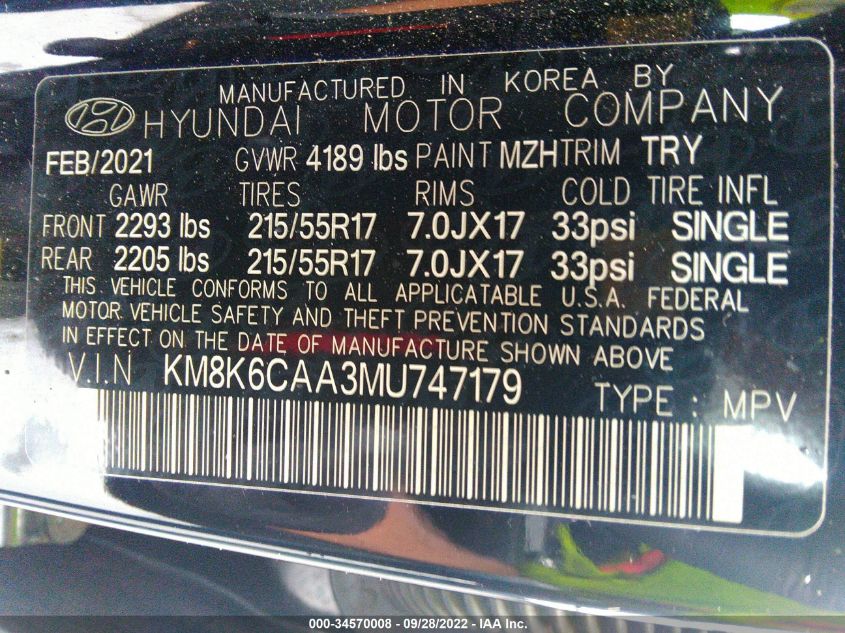 MANUFACTURED IN KOREA BY
HYUNDAI MOTOR COMPANY
FEB/2021 GVWR 4189 lbs PAINT MZH TRIM TRY
GAWR TIRES RIMS COLD TIRE INFL
FRONT 2293 lbs 215/55R17 7.0JX17 33psi SINGLE
REAR 2205 lbs 215/55R17 7.0JX17 33psi SINGLE
THIS VEHICLE CONFORMS TO ALL APPLICATABLE U.S.A. FEDERAL
MOTOR VEHICLE SAFETY AND THEFT PREVENTION STANDARDS
IN EFFECT ON THE DATE OF MANUFACTURE SHOWN ABOVE
V.I.N KM8K6CAA3MU747179 TYPE : MPV
000-34570008 - 09/28/2022 - IAA Inc.